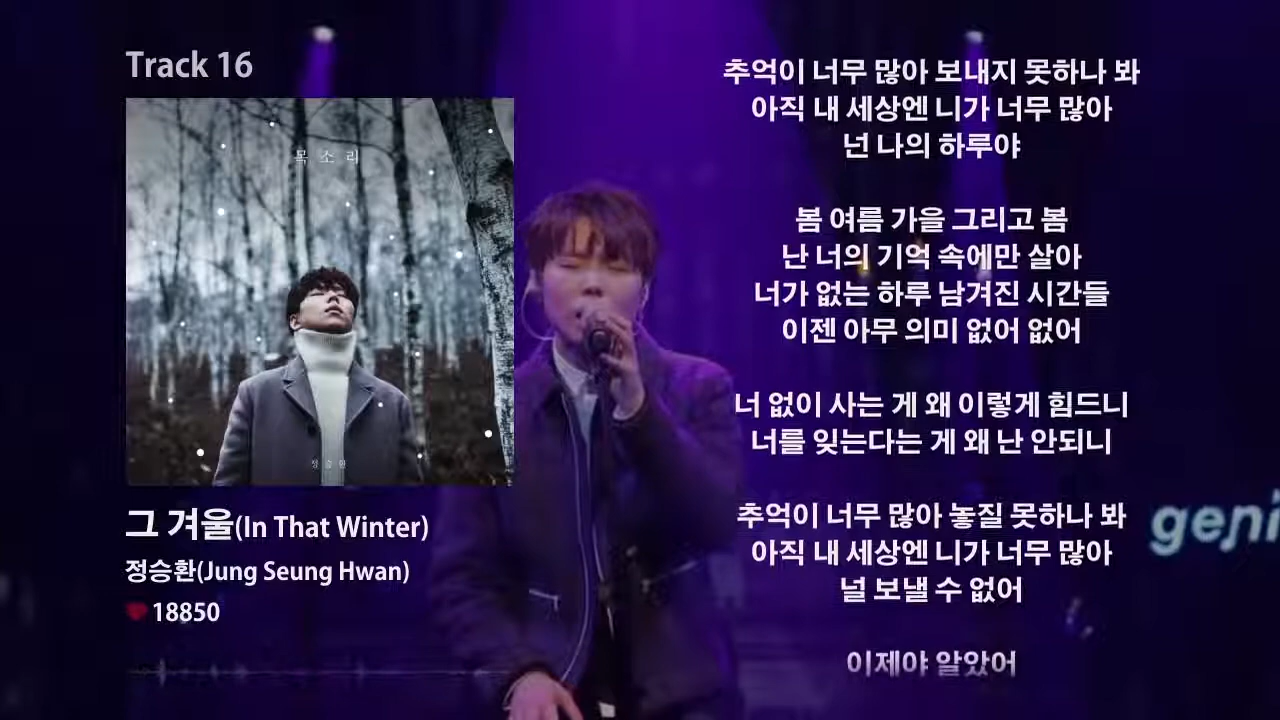 Track 16
목소리
정승환
그 겨울(In That Winter)
정승환(Jung Seung Hwan)
18850
추억이 너무 많아 보내지 못하나 봐
아직 내 세상엔 니가 너무 많아
넌 나의 하루야
봄 여름 가을 그리고 봄
난 너의 기억 속에만 살아
너가 없는 하루 남겨진 시간들
이젠 아무 의미 없어 없어
너 없이 사는 게 왜 이렇게 힘드니
너를 잊는다는 게 왜 난 안되니
추억이 너무 많아 놓질 못하나 봐
아직 내 세상엔 니가 너무 많아
널 보낼 수 없어
이제야 알았어
geni